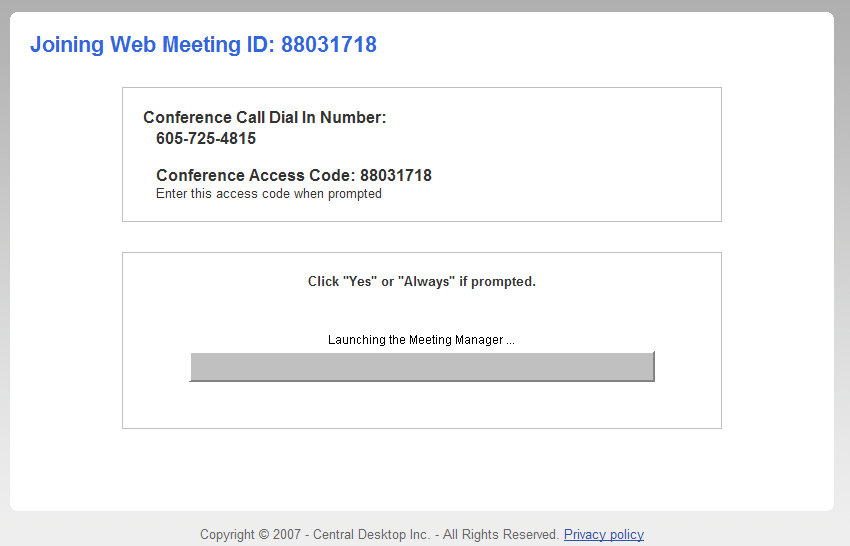 Joining Web Meeting ID: 88031718
Conference Call Dial In Number:
605-725-4815
Conference Access Code: 88031718
Enter this access code when prompted
Click "Yes" or "Always" if prompted.
Launching the Meeting Manager ...
Copyright © 2007 - Central Desktop Inc. - All Rights Reserved. Privacy policy